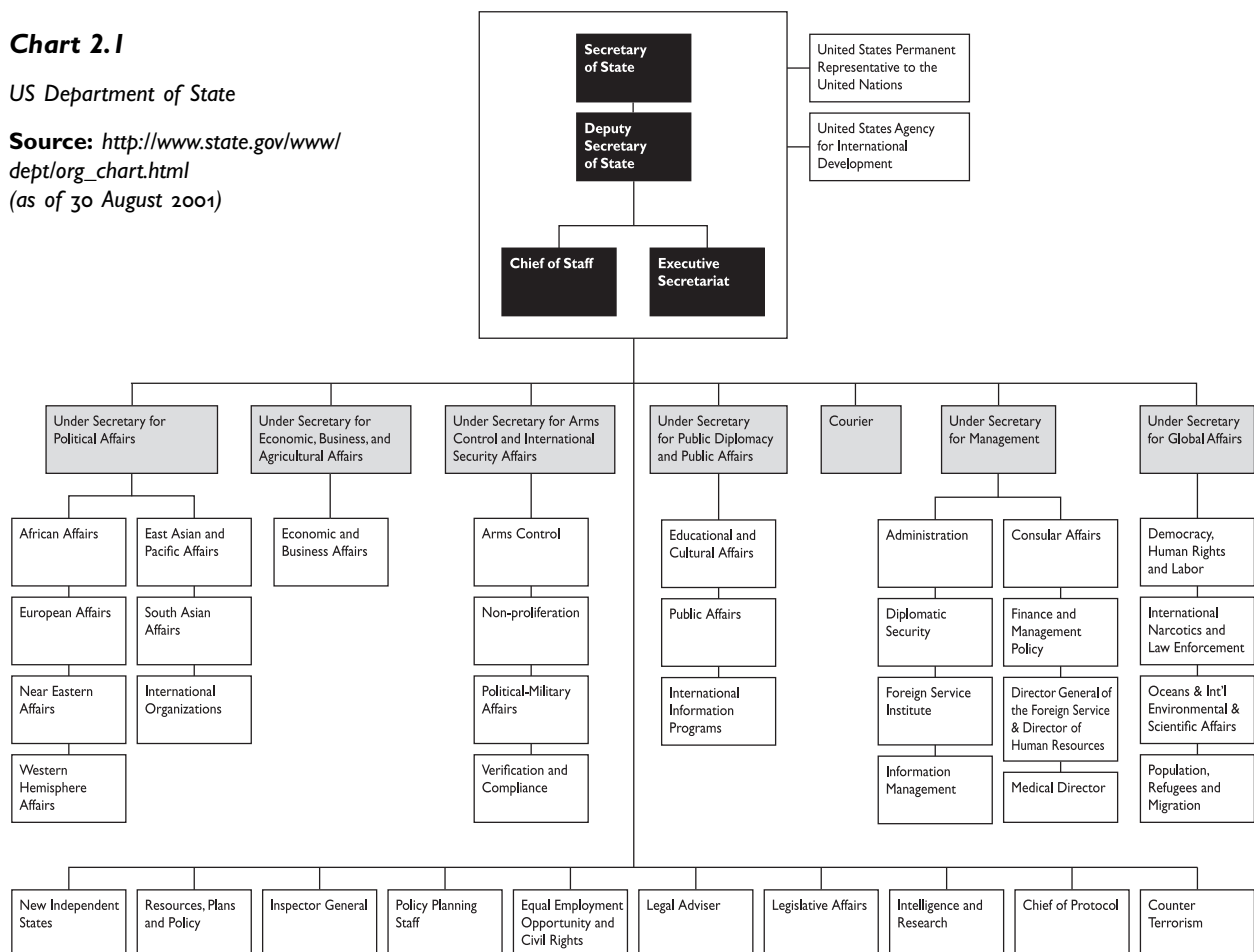 Chart 2.1
US Department of State
Source: http://www.state.gov/www/
dept/org_chart.html
(as of 30 August 2001)
Secretary
of State
Deputy
Secretary
of State
Chief of Staff
Executive
Secretariat
United States Permanent
Representative to the
United Nations
United States Agency
for International
Development
Under Secretary for
Political Affairs
Under Secretary for
Economic, Business, and
Agricultural Affairs
Under Secretary for Arms
Control and International
Security Affairs
Under Secretary
for Public Diplomacy
and Public Affairs
Courier
Under Secretary
for Management
Under Secretary
for Global Affairs
African Affairs
European Affairs
Near Eastern
Affairs
Western
Hemisphere
Affairs
East Asian and
Pacific Affairs
South Asian
Affairs
International
Organizations
Economic and
Business Affairs
Arms Control
Non-proliferation
Political-Military
Affairs
Verification and
Compliance
Educational and
Cultural Affairs
Public Affairs
International
Information
Programs
Administration
Diplomatic
Security
Foreign Service
Institute
Information
Management
Consular Affairs
Finance and
Management
Policy
Director General of
the Foreign Service
& Director of
Human Resources
Medical Director
Democracy,
Human Rights
and Labor
International
Narcotics and
Law Enforcement
Oceans & Int'l
Environmental &
Scientific Affairs
Population,
Refugees and
Migration
New Independent
States
Resources, Plans
and Policy
Inspector General
Policy Planning
Staff
Equal Employment
Opportunity and
Civil Rights
Legal Adviser
Legislative Affairs
Intelligence and
Research
Chief of Protocol
Counter
Terrorism